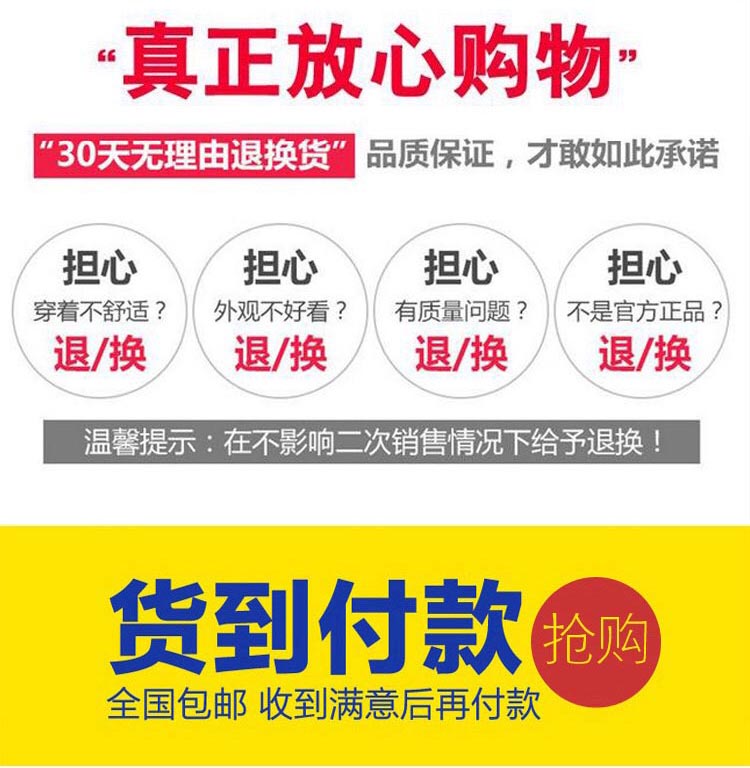 “真正放心购物”
“30天无理由退换货” 品质保证，才敢如此承诺
担心
穿着不舒适？
退/换
担心
外观不好看？
退/换
担心
有质量问题？
退/换
担心
不是官方正品？
退/换
温馨提示：在不影响二次销售情况下给予退换！
货到付款
抢购
全国包邮 收到满意后再付款